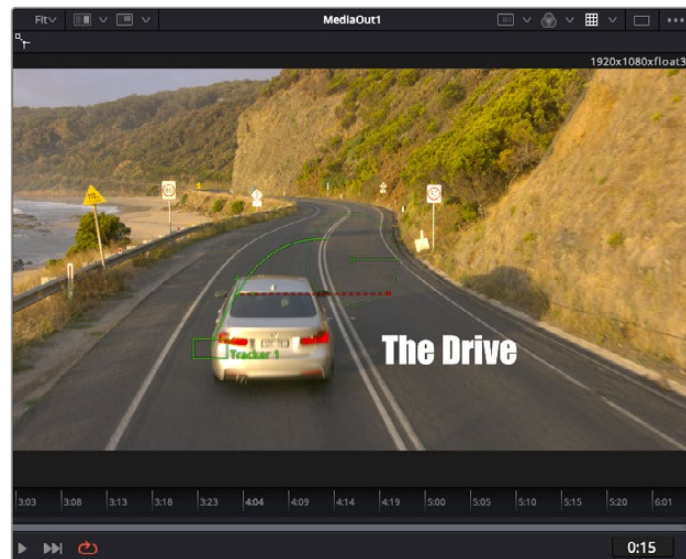 Fit MediaOut1
1920x1080xfloat3
Tracker 1
The Drive
3:03 3:08 3:13 3:18 3:23 4:04 4:09 4:14 4:19 5:00 5:05 5:10 5:15 5:20 6:01
0:15